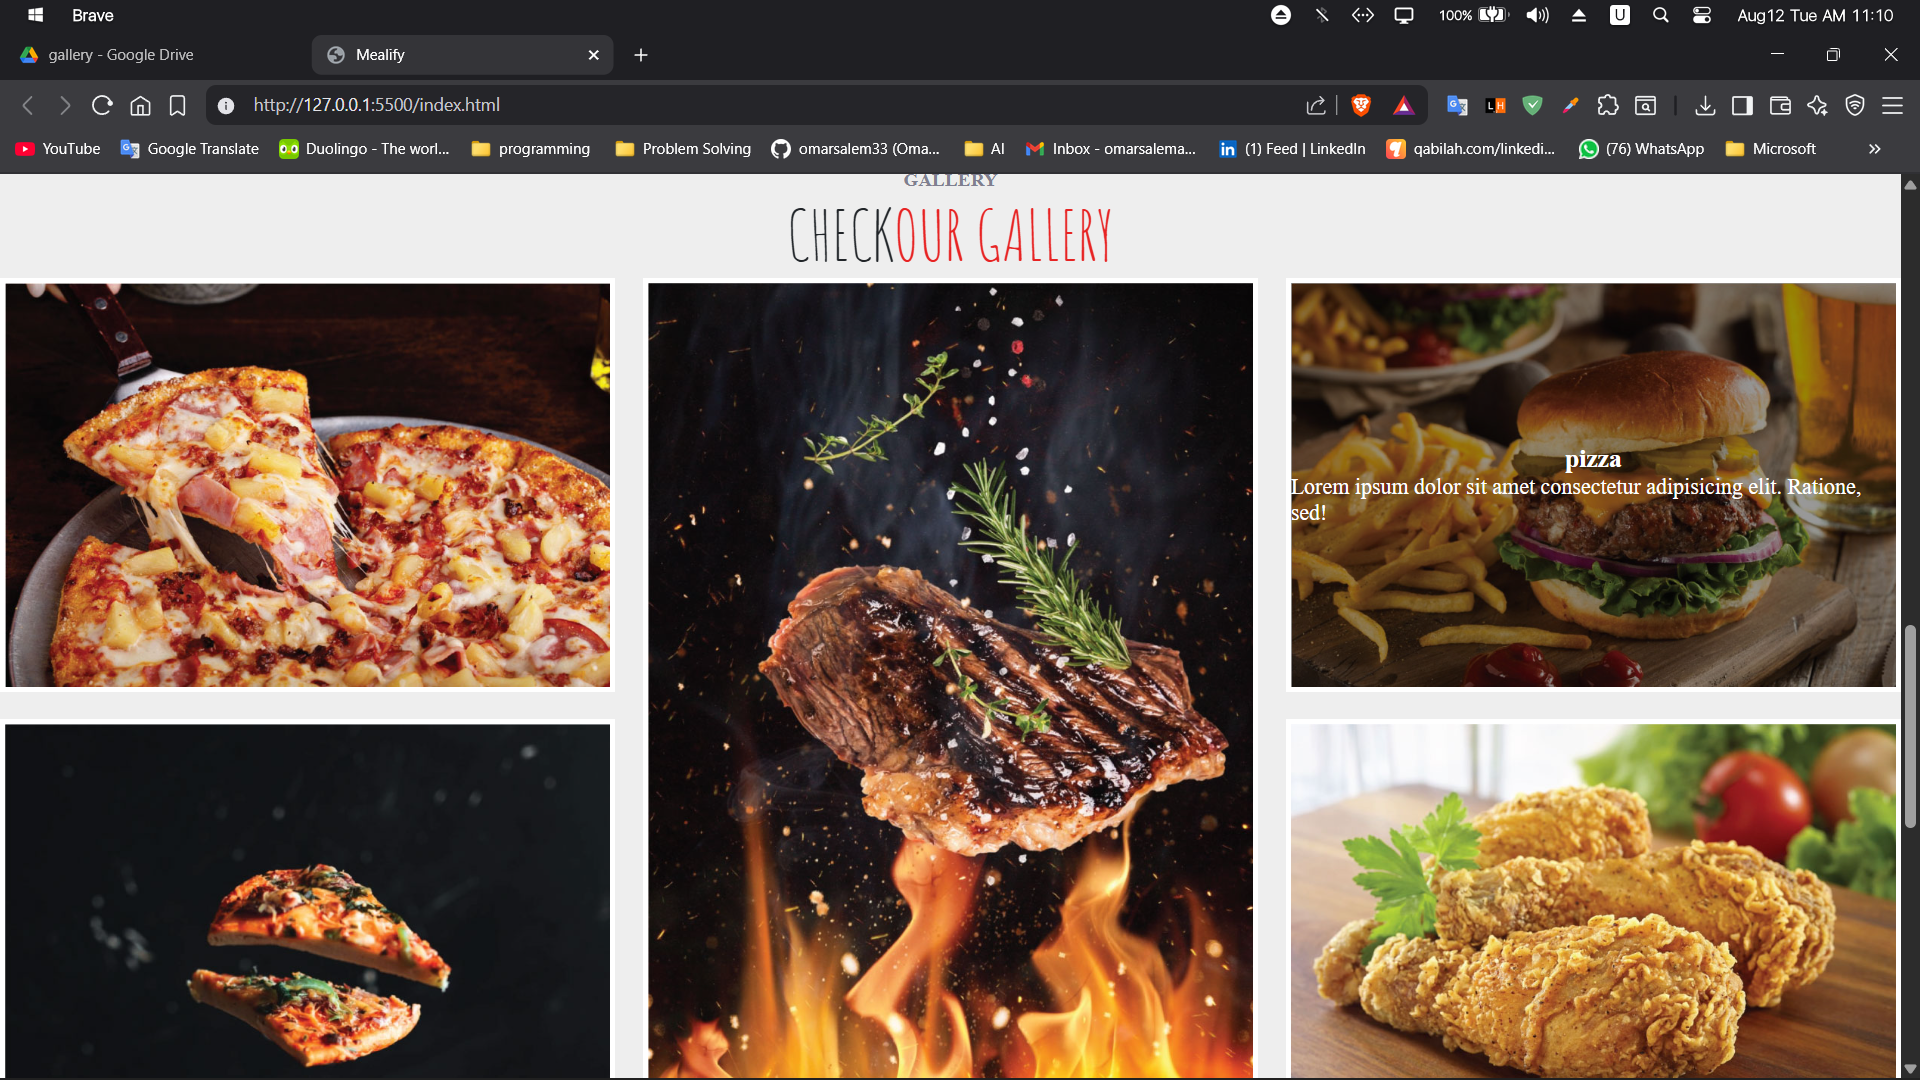 Brave
100%
U
Aug12 Tue AM 11:10
gallery - Google Drive
Mealify
http://127.0.0.1:5500/index.html
LH
YouTube
Google Translate
Duolingo - The worl...
programming
Problem Solving
omarsalem33 (Oma...
AI
Inbox - omarsalema...
(1) Feed | LinkedIn
qabilah.com/linkedi...
(76) WhatsApp
Microsoft
GALLERY
CHECKOUR GALLERY
pizza
Lorem ipsum dolor sit amet consectetur adipisicing elit. Ratione,
sed!